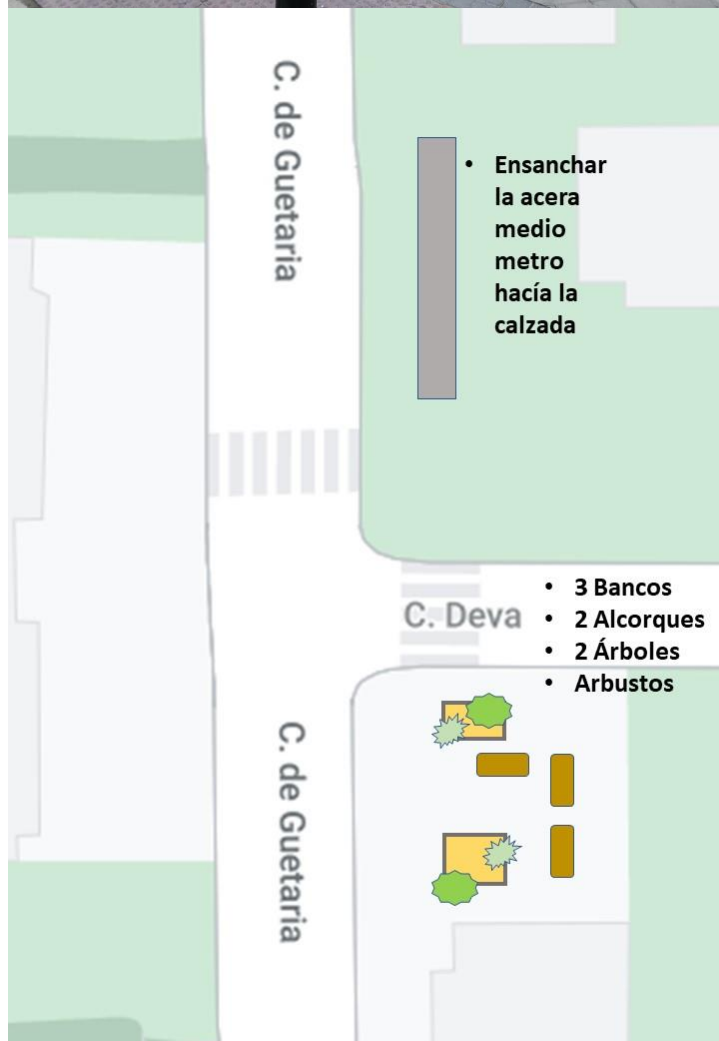 C. de Guetaria
• Ensanchar
la acera
medio
metro
hacía la
calzada
C. Deva
• 3 Bancos
• 2 Alcorques
• 2 Árboles
• Arbustos
C. de Guetaria